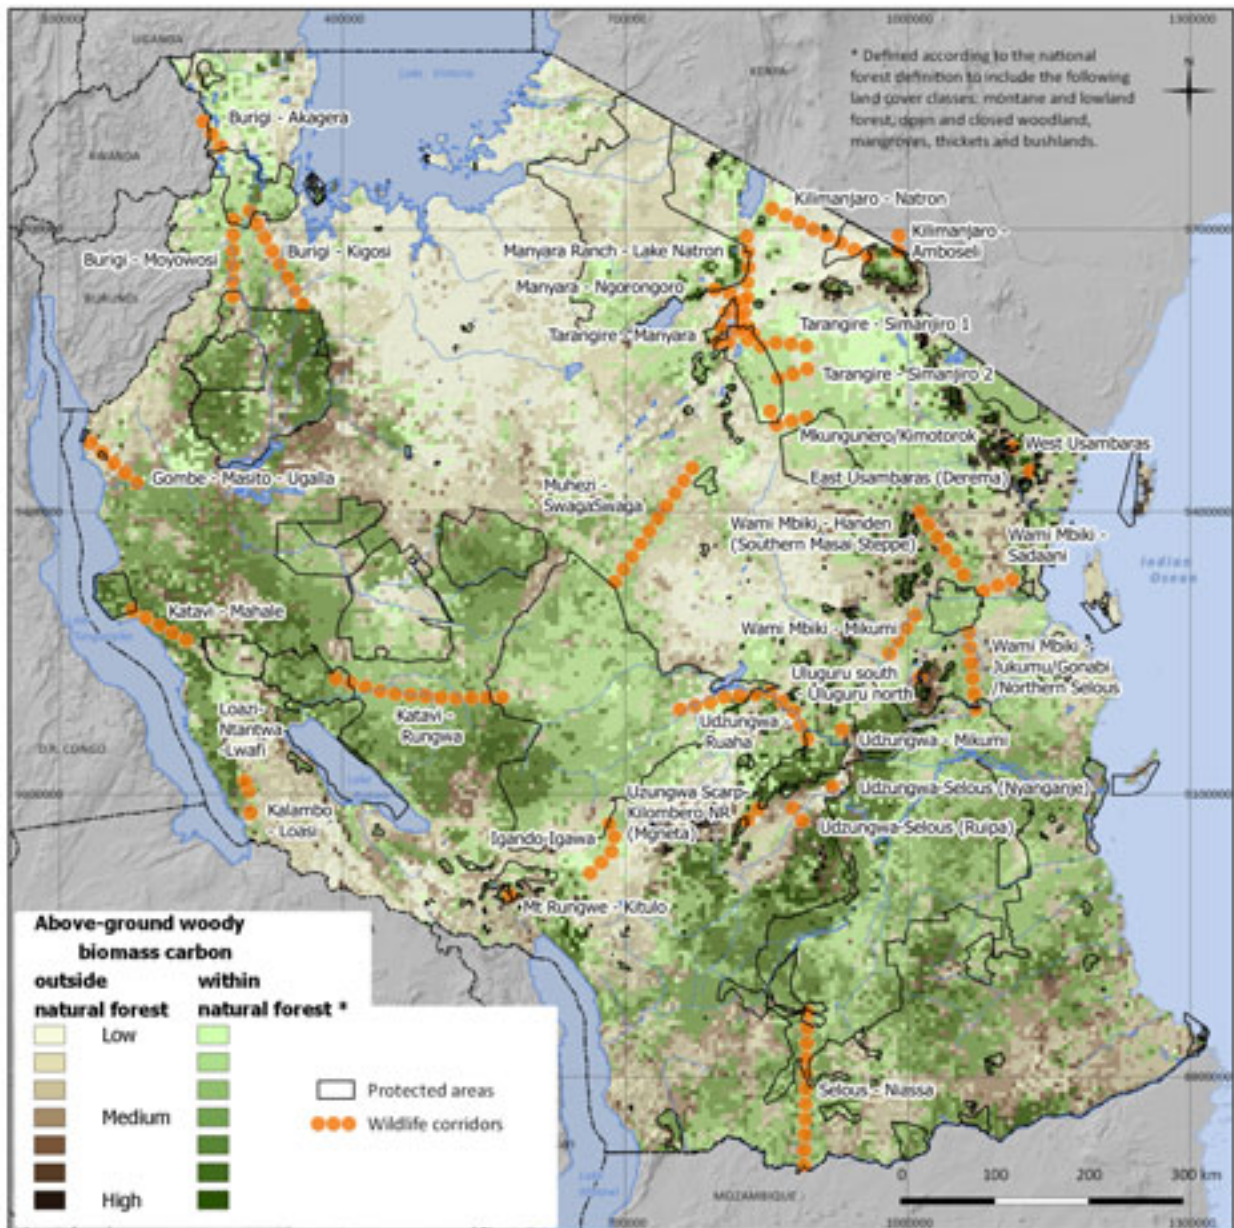 400000
700000
1000000
1300000
UGANDA
Lake Victoria
KENYA
* Defined according to the national
forest definition to include the following
land cover classes: montane and lowland
forest, open and closed woodland,
mangroves, thickets and bushlands.
N
Burigi - Akagera
RWANDA
Kilimanjaro - Natron
Kilimanjaro -
Amboseli
Burigi - Moyowosi
Burigi - Kigosi
Manyara Ranch - Lake Natron
BURUNDI
Manyara - Ngorongoro
Tarangire - Manyara
Tarangire - Simanjiro 1
Tarangire - Simanjiro 2
Mkungunero/Kimotorok
West Usambaras
Gombe - Masito - Ugalla
East Usambaras (Derema)
Muhezi -
SwagaSwaga
Wami Mbiki - Handen
(Southern Masai Steppe)
Wami Mbiki -
Sadaani
Indian
Ocean
Katavi - Mahale
Wami Mbiki - Mikumi
Wami Mbiki -
Jukumu/Gonabi
/Northern Selous
Uluguru south
- Uluguru north
Loazi-
Ntantwa
-Lwafi
Katavi -
Rungwa
Udzungwa -
Ruaha
Udzungwa - Mikumi
D.R. CONGO
Udzungwa-Selous (Nyanganje)
Uzungwa Scarp-
Kilombero NR
(Mgneta)
Udzungwa-Selous (Ruipa)
Kalambo
- Loasi
Igando-Igawa
Mt Rungwe - Kitulo
Above-ground woody
biomass carbon
outside
natural forest
within
natural forest *
Low
Medium
High
Protected areas
Wildlife corridors
Selous - Niassa
0 100 200 300 km
MOZAMBIQUE
1000000
1300000